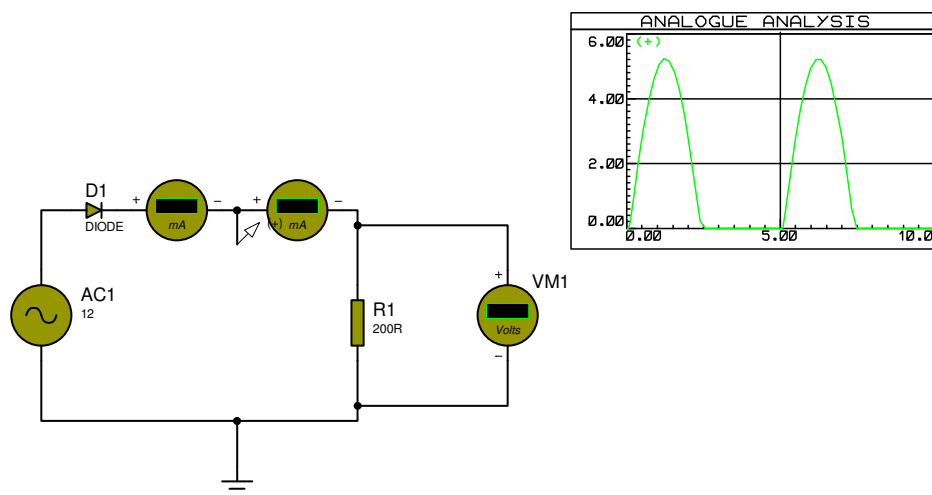 ANALOGUE ANALYSIS
6.00
(+)
4.00
2.00
0.00
0.00 5.00 10.0
D1
DIODE
+ − + −
mA
(+) mA
AC1
12
R1
200R
+
VM1
Volts
−